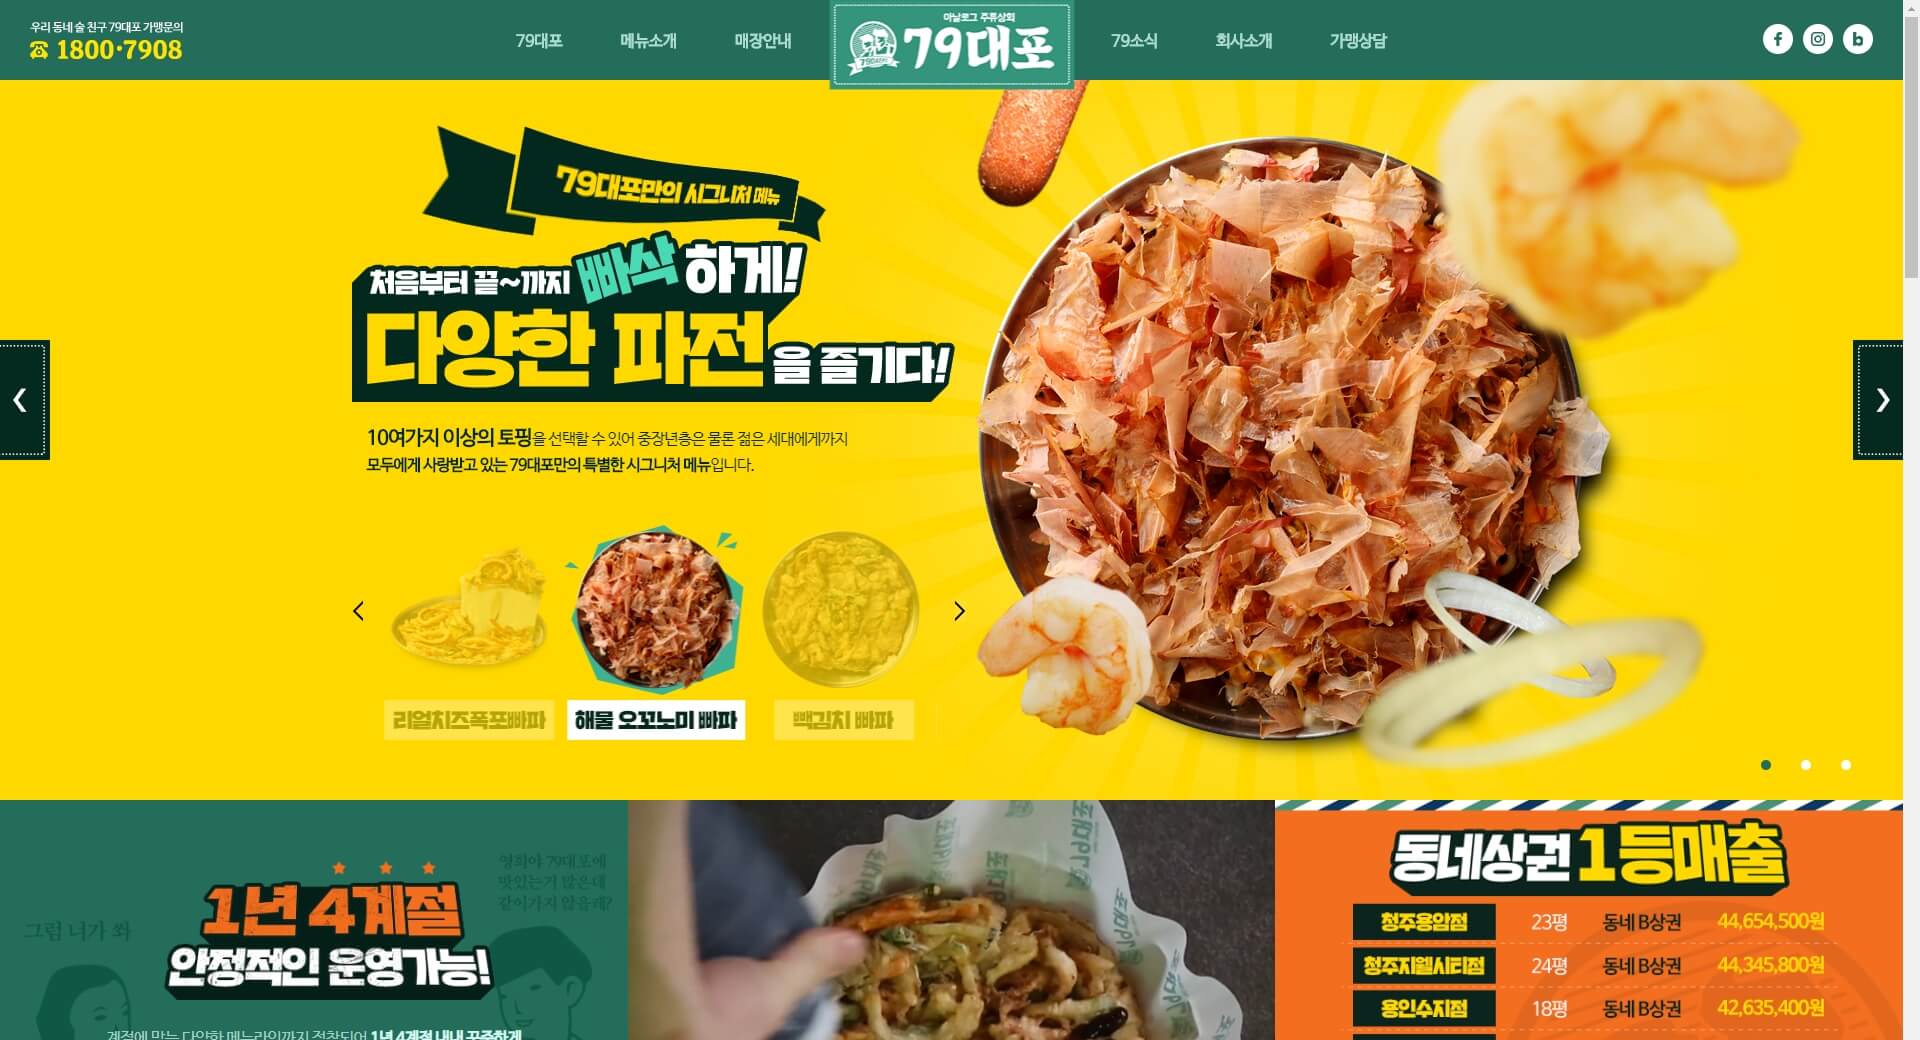 우리 동네 술 친구 79대포 가맹문의
1800·7908
79대포
메뉴소개
매장안내
아날로그 주류상회
79대포
79소식
회사소개
가맹상담
79대포만의 시그니처 메뉴
처음부터 끝~까지 빠삭 하게!
다양한 파전을 즐기다!
10여가지 이상의 토핑을 선택할 수 있어 중장년층은 물론 젊은 세대에게까지
모두에게 사랑받고 있는 79대포만의 특별한 시그니처 메뉴입니다.
리얼치즈폭포빠파
해물 오꼬노미 빠파
빽김치 빠파
영희야 79대포에
맛있는거 많은데
같이가지 않을래?
그럼 너가 쏴
1년 4계절
안정적인 운영가능!
계절에 맞는 다양한 메뉴라인까지 접착되어 1년 4계절 내내 꾸준하게
동네상권 1등매출
청주용암점 23평 동네 B상권 44,654,500원
청주지웰시티점 24평 동네 B상권 44,345,800원
용인수지점 18평 동네 B상권 42,635,400원